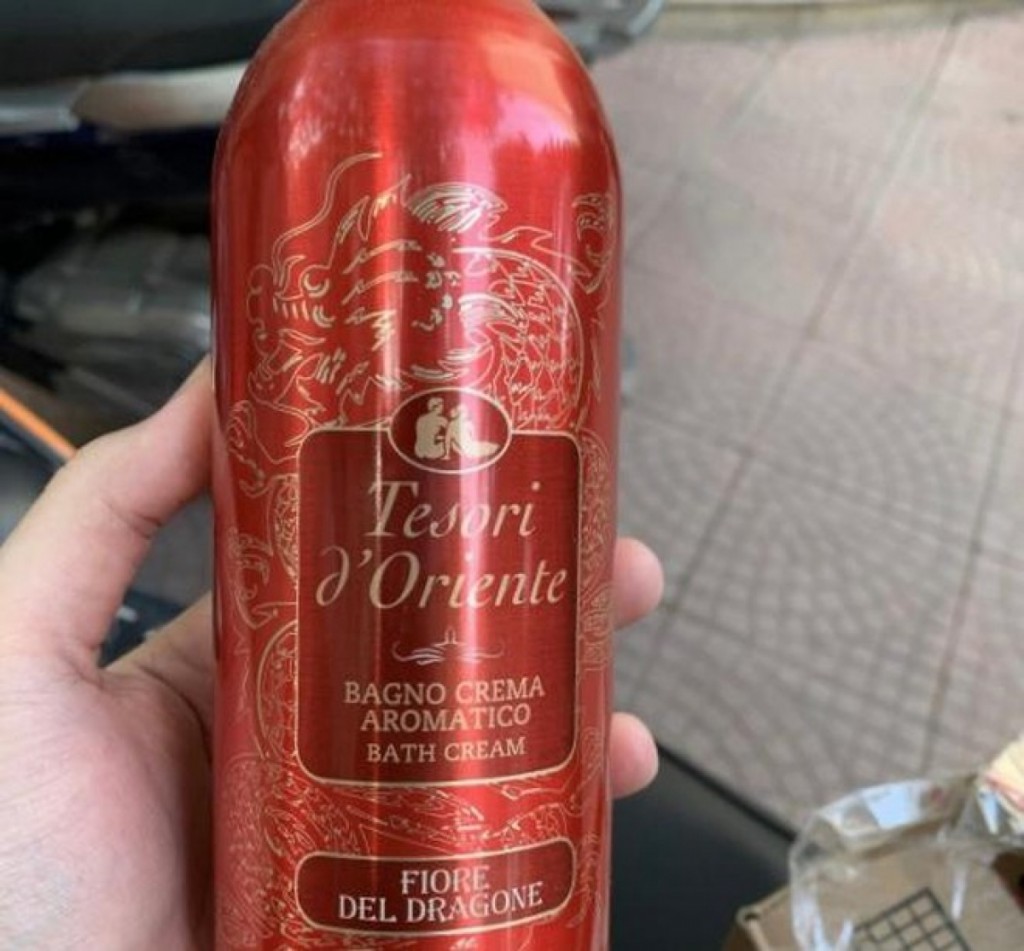 Tesori
d'Oriente
BAGNO CREMA
AROMATICO
BATH CREAM
FIORE
DEL DRAGONE